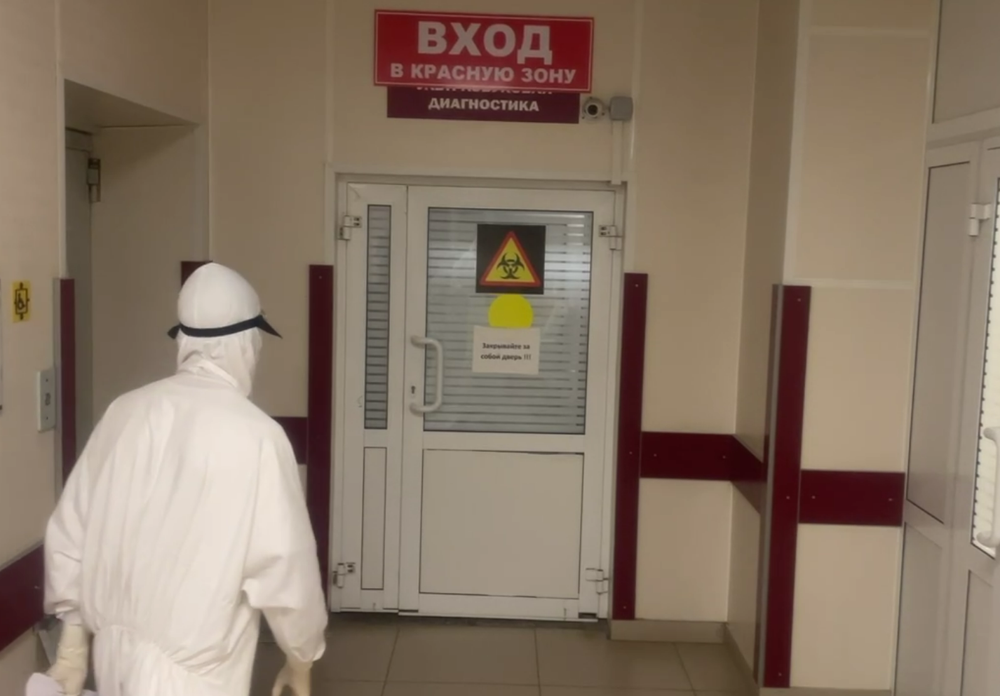 ВХОД
В КРАСНУЮ ЗОНУ
ДИАГНОСТИКА
Закрывайте за
собой дверь !!!